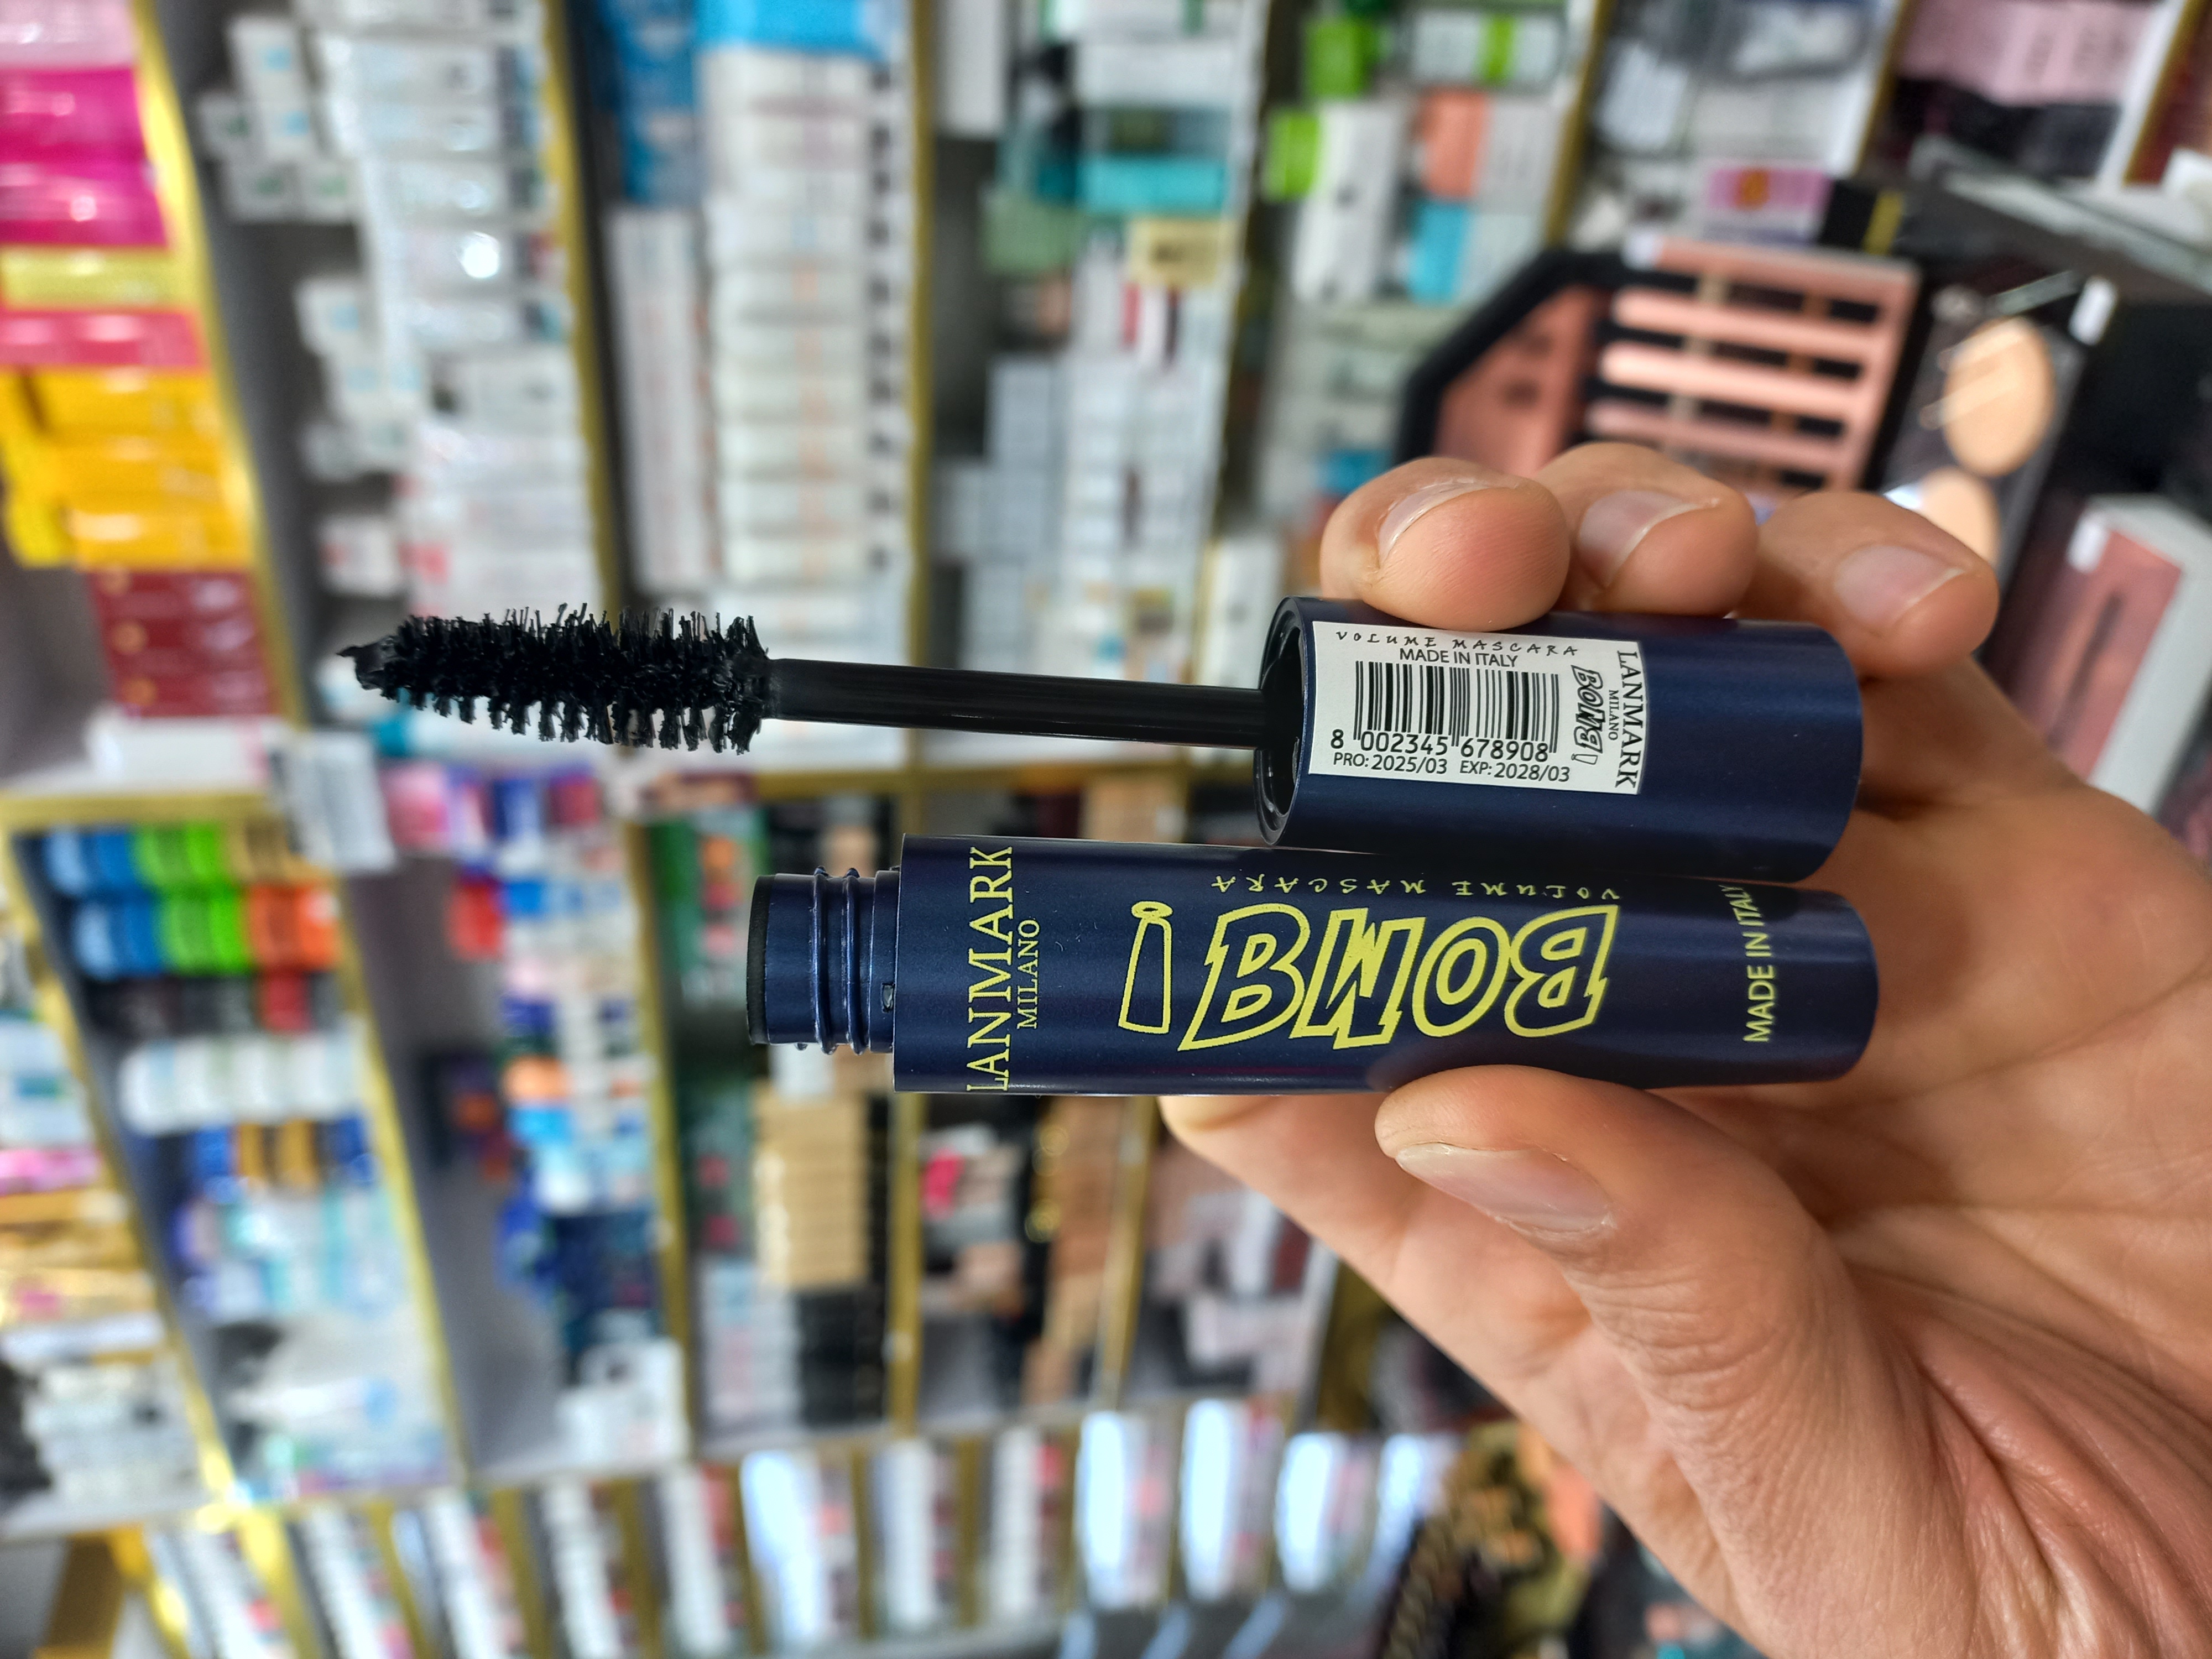 VOLUME MASCARA
MADE IN ITALY
8 002345 678908
PRO: 2025/03 EXP: 2028/03
BOMB!
LANMARK
MILANO
LANMARK
MILANO
BOMB!
VOLUME MASCARA
MADE IN ITALY